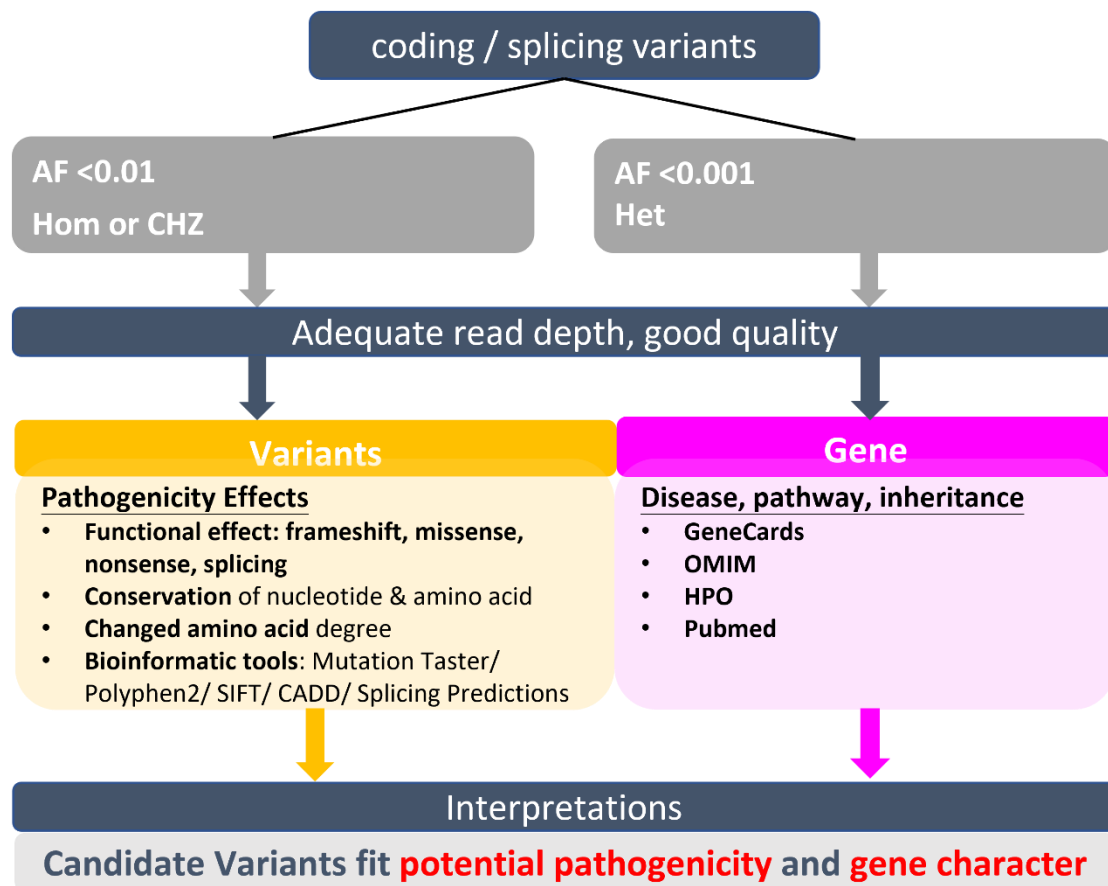 coding / splicing variants
AF <0.01
Hom or CHZ
AF <0.001
Het
Adequate read depth, good quality
Variants
Pathogenicity Effects
• Functional effect: frameshift, missense,
nonsense, splicing
• Conservation of nucleotide & amino acid
• Changed amino acid degree
• Bioinformatic tools: Mutation Taster/
Polyphen2/ SIFT/ CADD/ Splicing Predictions
Gene
Disease, pathway, inheritance
• GeneCards
• OMIM
• HPO
• Pubmed
Interpretations
Candidate Variants fit potential pathogenicity and gene character